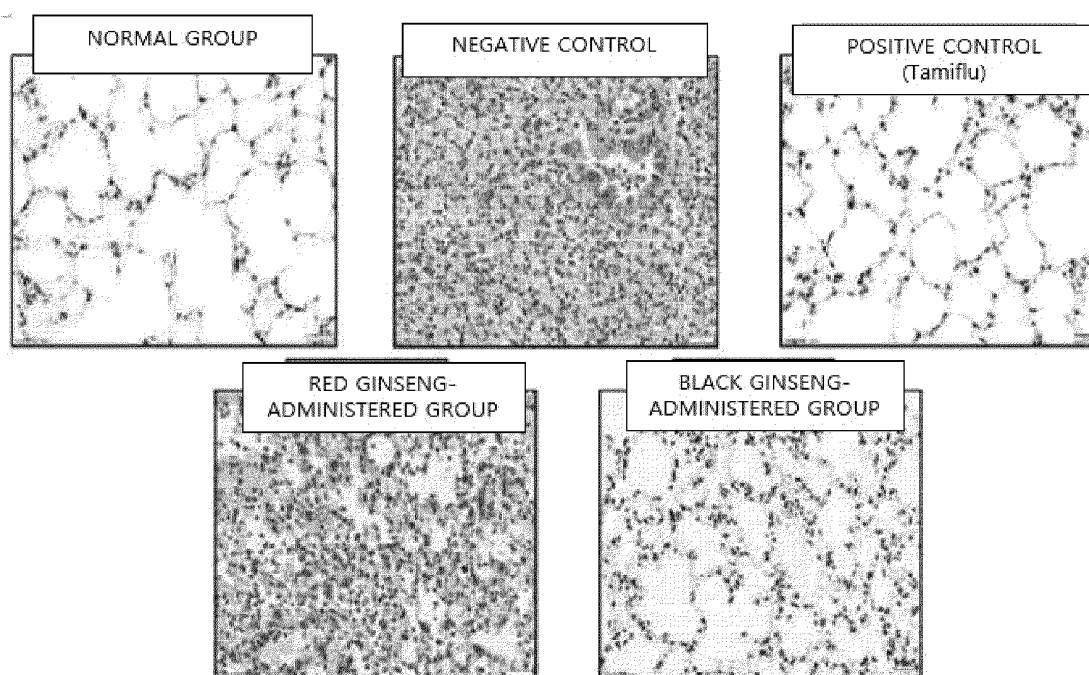 NORMAL GROUP
NEGATIVE CONTROL
POSITIVE CONTROL
(Tamiflu)
RED GINSENG-
ADMINISTERED GROUP
BLACK GINSENG-
ADMINISTERED GROUP